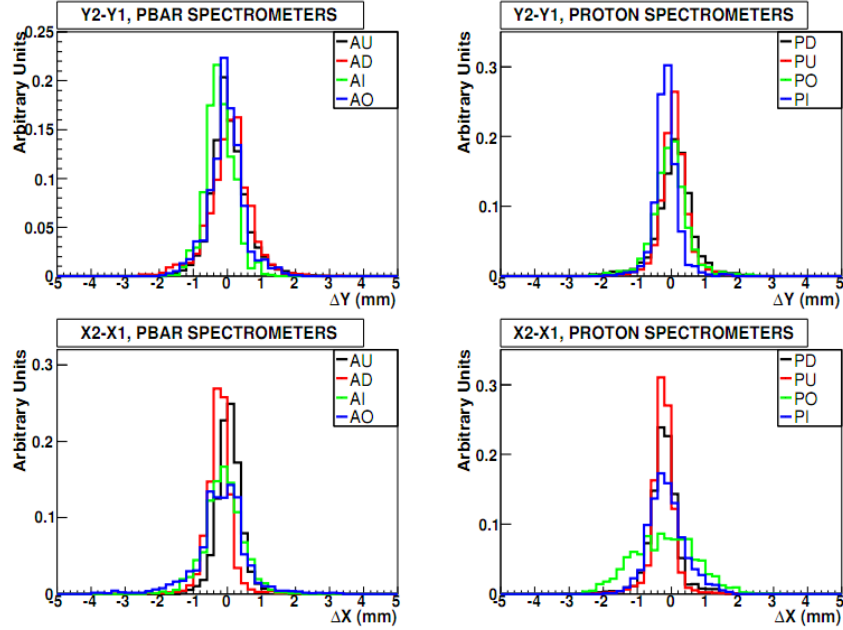 Y2-Y1, PBAR SPECTROMETERS
Arbitrary Units
0.25
0.2
0.15
0.1
0.05
0
-5 -4 -3 -2 -1 0 1 2 3 4 5
ΔY (mm)
AU
AD
AI
AO
Y2-Y1, PROTON SPECTROMETERS
Arbitrary Units
0.3
0.2
0.1
0
-5 -4 -3 -2 -1 0 1 2 3 4 5
ΔY (mm)
PD
PU
PO
PI
X2-X1, PBAR SPECTROMETERS
Arbitrary Units
0.3
0.2
0.1
0
-5 -4 -3 -2 -1 0 1 2 3 4 5
ΔX (mm)
AU
AD
AI
AO
X2-X1, PROTON SPECTROMETERS
Arbitrary Units
0.3
0.2
0.1
0
-5 -4 -3 -2 -1 0 1 2 3 4 5
ΔX (mm)
PD
PU
PO
PI